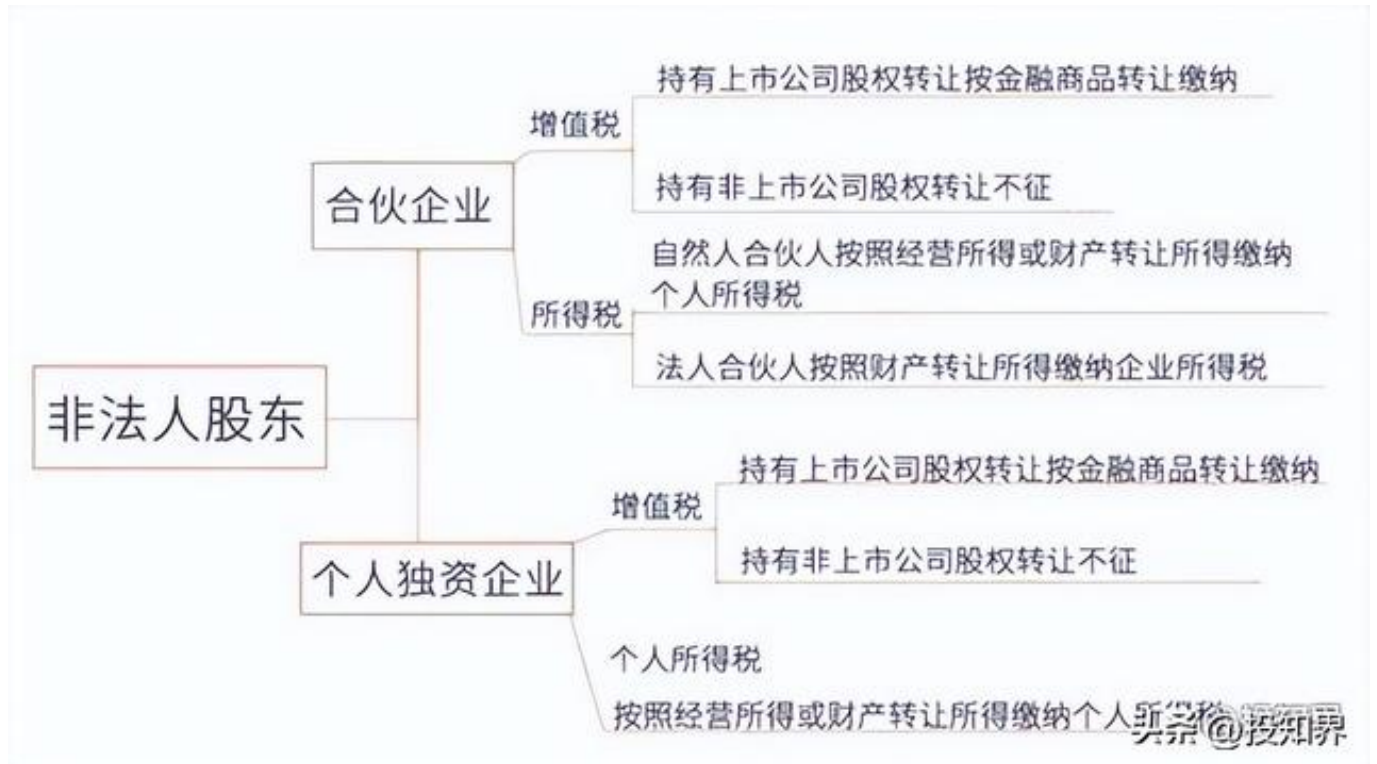 持有上市公司股权转让按金融商品转让缴纳
增值税
持有非上市公司股权转让不征
合伙企业
自然人合伙人按照经营所得或财产转让所得缴纳
个人所得税
所得税
法人合伙人按照财产转让所得缴纳企业所得税
非法人股东
持有上市公司股权转让按金融商品转让缴纳
增值税
持有非上市公司股权转让不征
个人独资企业
个人所得税
按照经营所得或财产转让所得缴纳个人所得税
头条@投知界